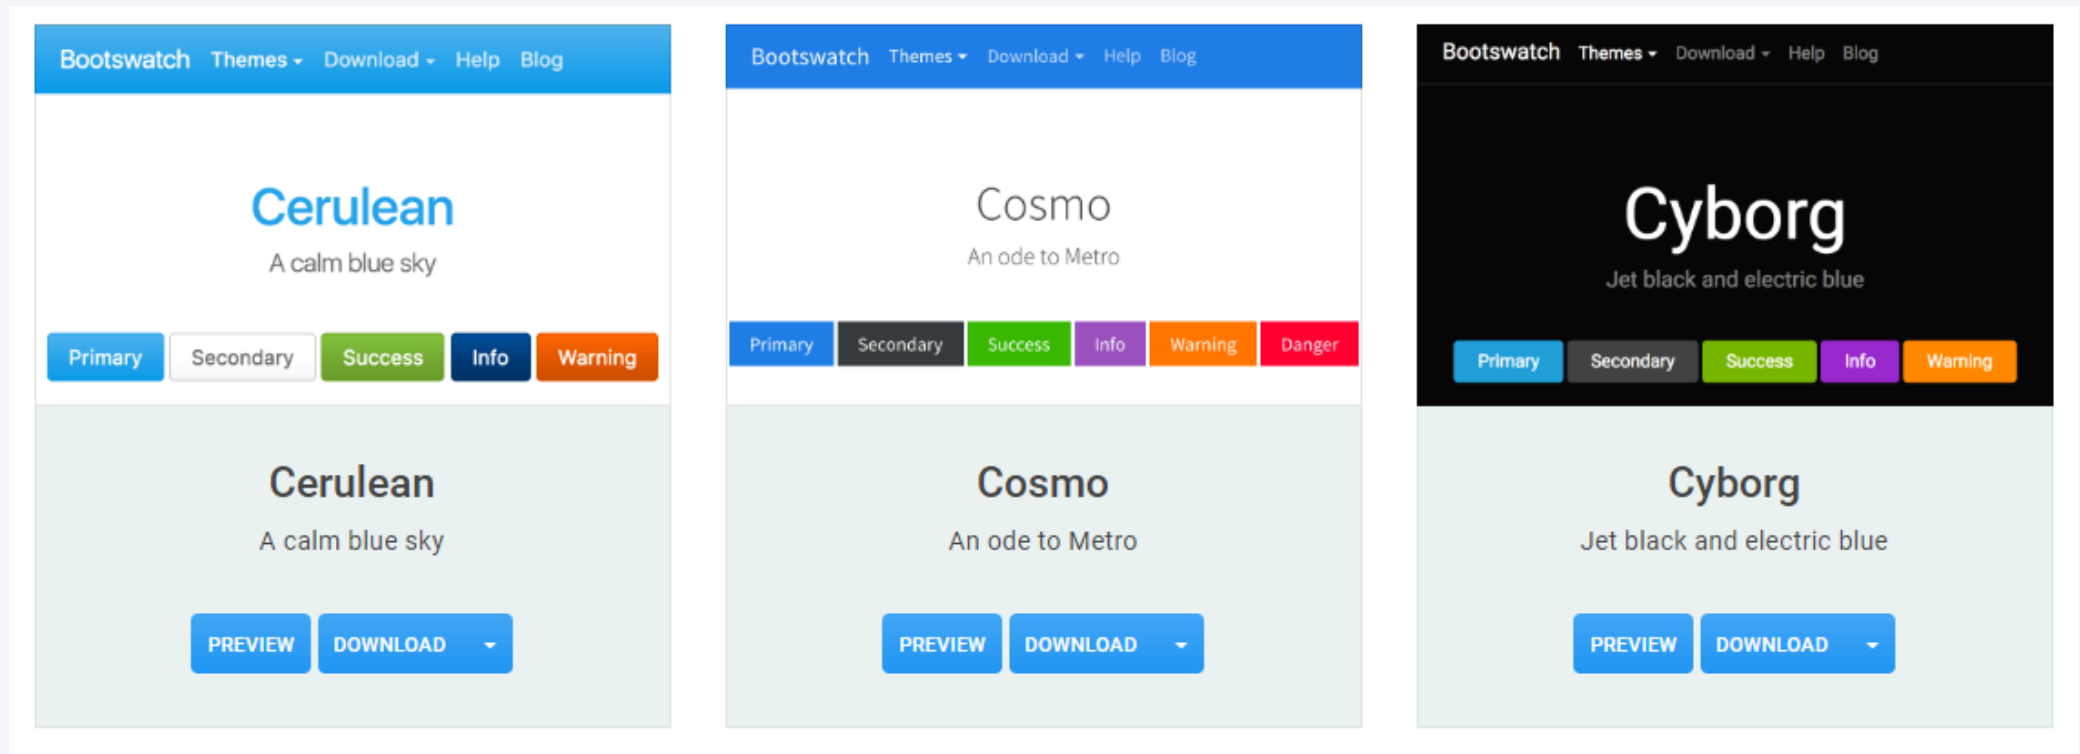 Bootswatch Themes Download Help Blog
Cerulean
A calm blue sky
Primary Secondary Success Info Warning
Cerulean
A calm blue sky
PREVIEW DOWNLOAD
Bootswatch Themes Download Help Blog
Cosmo
An ode to Metro
Primary Secondary Success Info Warning Danger
Cosmo
An ode to Metro
PREVIEW DOWNLOAD
Bootswatch Themes Download Help Blog
Cyborg
Jet black and electric blue
Primary Secondary Success Info Warning
Cyborg
Jet black and electric blue
PREVIEW DOWNLOAD